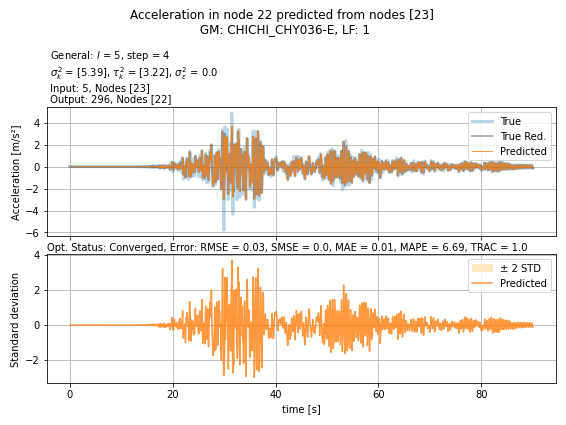 Acceleration in node 22 predicted from nodes [23]
GM: CHICHI_CHY036-E, LF: 1
General: l = 5, step = 4
σ²ₖ = [5.39], τ²ₖ = [3.22], σ²ε = 0.0
Input: 5, Nodes [23]
Output: 296, Nodes [22]
Acceleration [m/s²]
4
2
0
−2
−4
−6
True
True Red.
Predicted
Opt. Status: Converged, Error: RMSE = 0.03, SMSE = 0.0, MAE = 0.01, MAPE = 6.69, TRAC = 1.0
Standard deviation
4
2
0
−2
± 2 STD
Predicted
0 20 40 60 80
time [s]